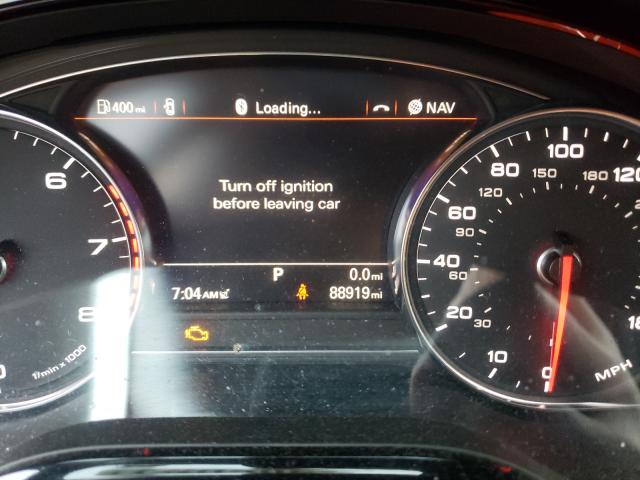 400 mi
Loading...
NAV
Turn off ignition
before leaving car
P
0.0 mi
7:04 AM
88919 mi
6
7
8
1/min x 1000
0
10
20
30
40
60
80
100
120
30
60
90
120
150
180
MPH